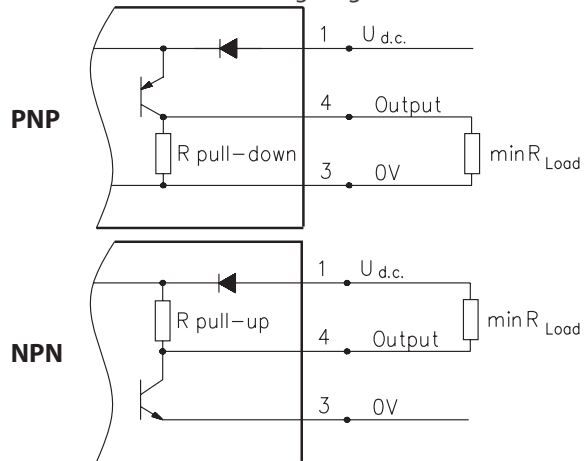 1 U d.c.
4 Output
PNP
R pull-down
min R Load
3 0V
1 U d.c.
R pull-up
min R Load
4 Output
NPN
3 0V